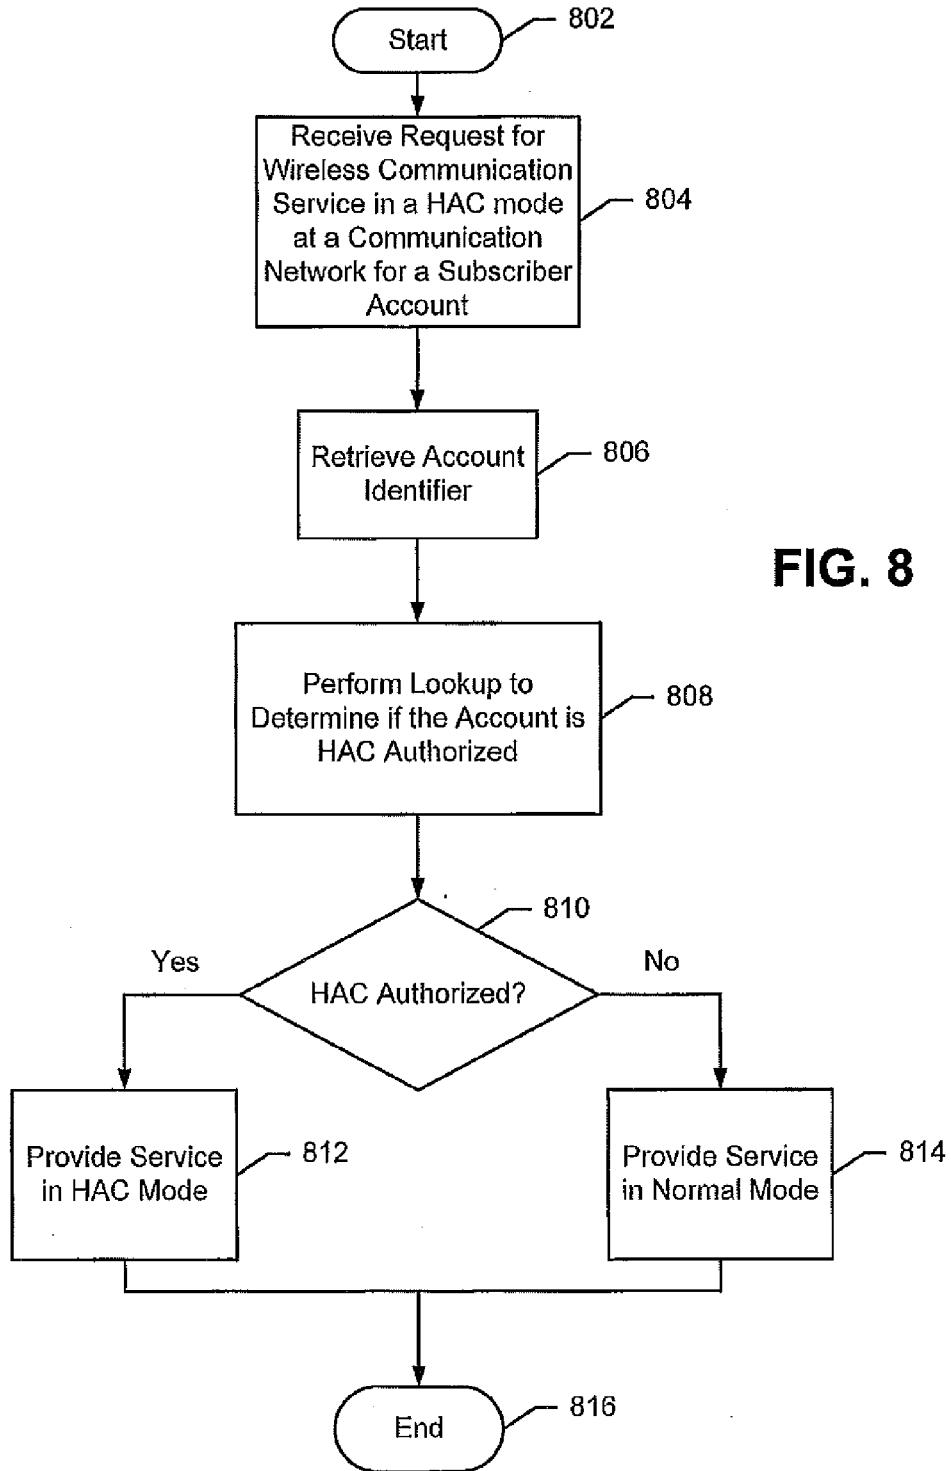 Start
802
Receive Request for
Wireless Communication
Service in a HAC mode
at a Communication
Network for a Subscriber
Account
804
Retrieve Account
Identifier
806
FIG. 8
Perform Lookup to
Determine if the Account is
HAC Authorized
808
810
Yes
HAC Authorized?
No
Provide Service
in HAC Mode
812
Provide Service
in Normal Mode
814
End
816